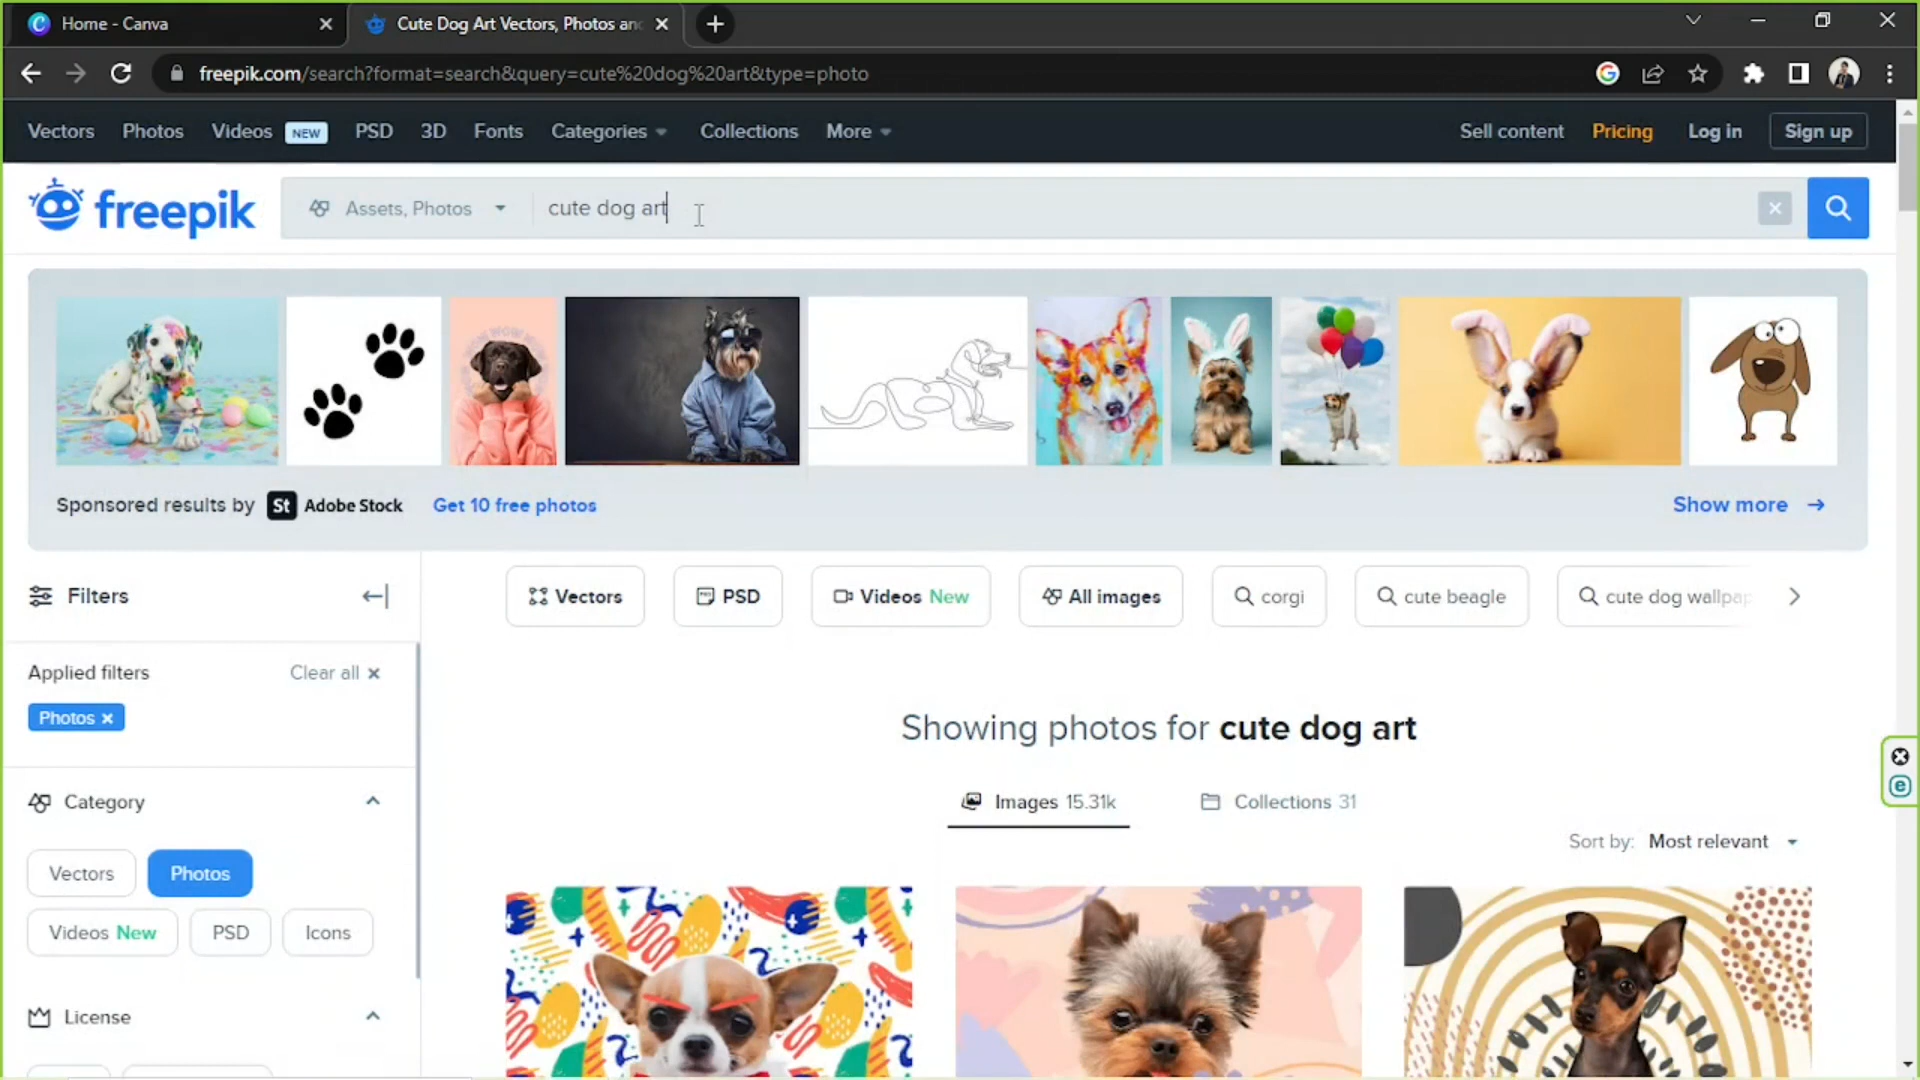 Home - Canva
Cute Dog Art Vectors, Photos an
freepik.com/search?format=search&query=cute%20dog%20art&type=photo
Vectors Photos Videos NEW PSD 3D Fonts Categories Collections More Sell content Pricing Log in Sign up
freepik Assets, Photos cute dog art
Sponsored results by St Adobe Stock Get 10 free photos Show more →
Filters Vectors PSD Videos New All images corgi cute beagle cute dog wallpap
Applied filters Clear all ×
Photos ×
Showing photos for cute dog art
Category
Images 15.31k Collections 31
Sort by: Most relevant
Vectors Photos
Videos New PSD Icons
License